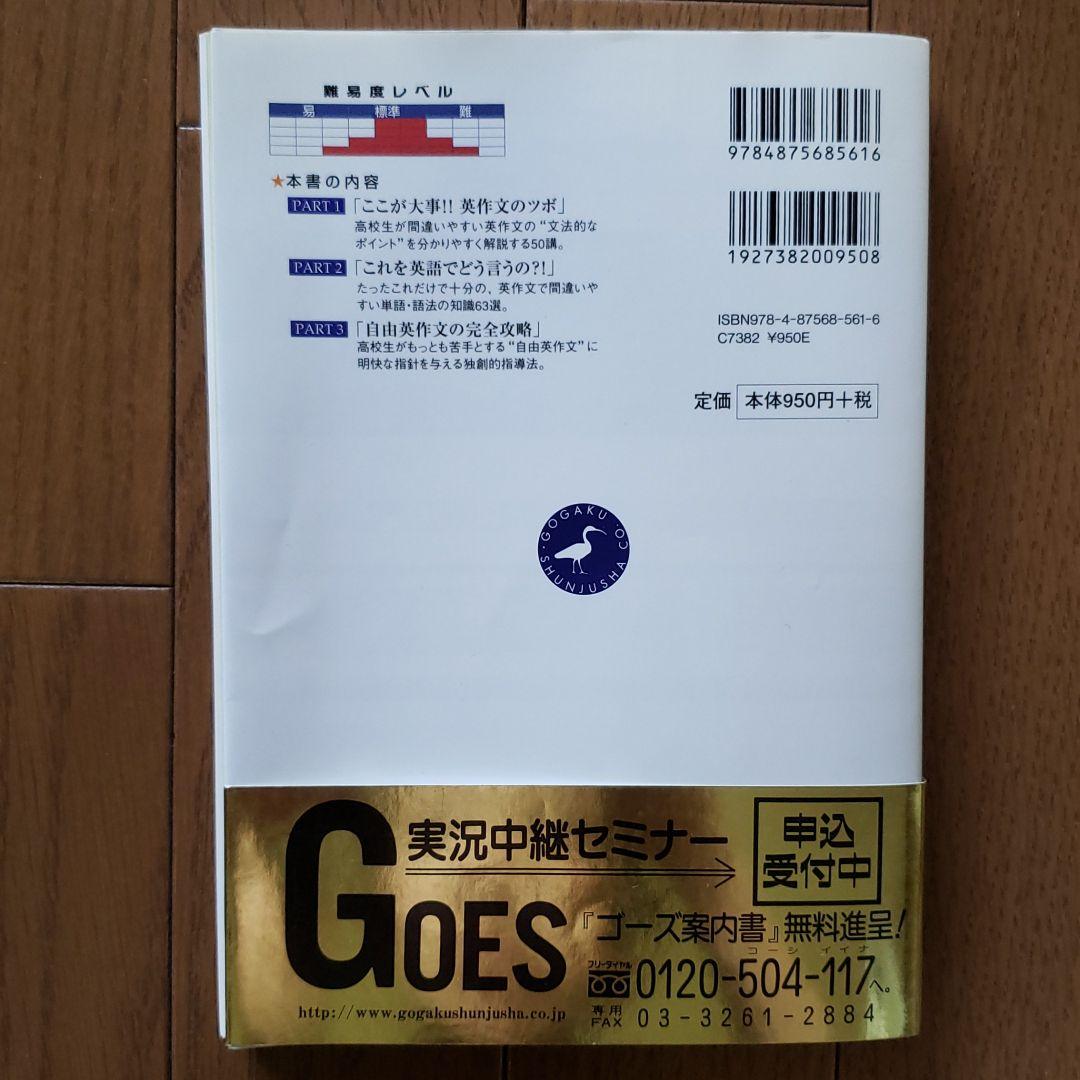 難易度レベル
易 標準 難
★本書の内容
PART 1 「ここが大事!! 英作文のツボ」
高校生が間違いやすい英作文の“文法的な
ポイント”を分かりやすく解説する50講。
PART 2 「これを英語でどう言うの?!」
たったこれだけで十分の、英作文で間違いや
すい単語・語法の知識63選。
PART 3 「自由英作文の完全攻略」
高校生がもっとも苦手とする“自由英作文”に
明快な指針を与える独創的指導法。
9784875685616
1927382009508
ISBN978-4-87568-561-6
C7382 ¥950E
定価 本体950円+税
・GOGAKU CO.
SHUNJUSHA
実況中継セミナー
GOES
申込
受付中
『ゴーズ案内書』無料進呈!
コーシ イイナ
フリーダイヤル 0120-504-117へ。
専用
FAX 03-3261-2884
http://www.gogakushunjusha.co.jp